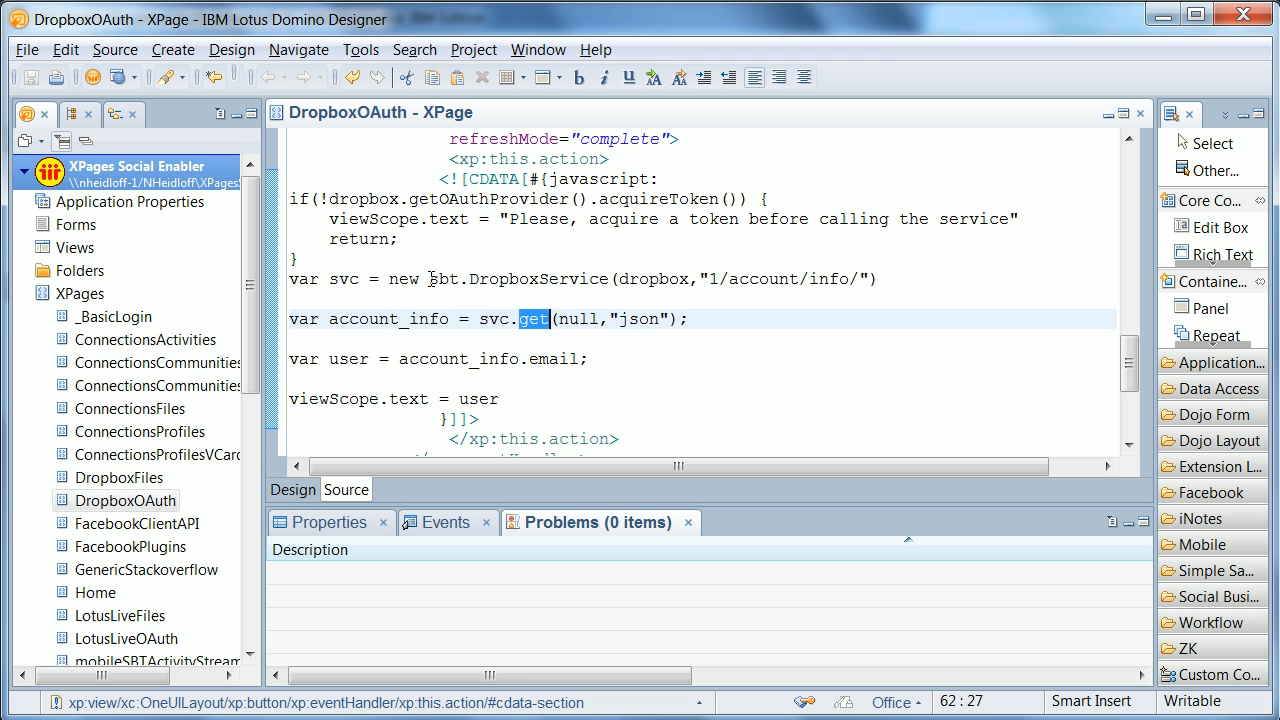 DropboxOAuth - XPage - IBM Lotus Domino Designer
File Edit Source Create Design Navigate Tools Search Project Window Help
XPages Social Enabler
\\nheidloff-1/NHeidloff\XPages
Application Properties
Forms
Views
Folders
XPages
_BasicLogin
ConnectionsActivities
ConnectionsCommunities
ConnectionsCommunities
ConnectionsFiles
ConnectionsProfiles
ConnectionsProfilesVCard
DropboxFiles
DropboxOAuth
FacebookClientAPI
FacebookPlugins
GenericStackoverflow
Home
LotusLiveFiles
LotusLiveOAuth
mobileSBTActivityStream
DropboxOAuth - XPage
refreshMode="complete">
<xp:this.action>
<![CDATA[#{javascript:
if(!dropbox.getOAuthProvider().acquireToken()) {
viewScope.text = "Please, acquire a token before calling the service"
return;
}
var svc = new sbt.DropboxService(dropbox,"1/account/info/")
var account_info = svc.get(null,"json");
var user = account_info.email;
viewScope.text = user
}]]>
</xp:this.action>
Design Source
Properties Events Problems (0 items)
Description
Select
Other...
Core Co...
Edit Box
Rich Text
Containe...
Panel
Repeat
Application...
Data Access
Dojo Form
Dojo Layout
Extension L...
Facebook
iNotes
Mobile
Simple Sa...
Social Busi...
Workflow
ZK
Custom Co...
xp:view/xc:OneUILayout/xp:button/xp:eventHandler/xp:this.action/#cdata-section
Office
62 : 27
Smart Insert
Writable